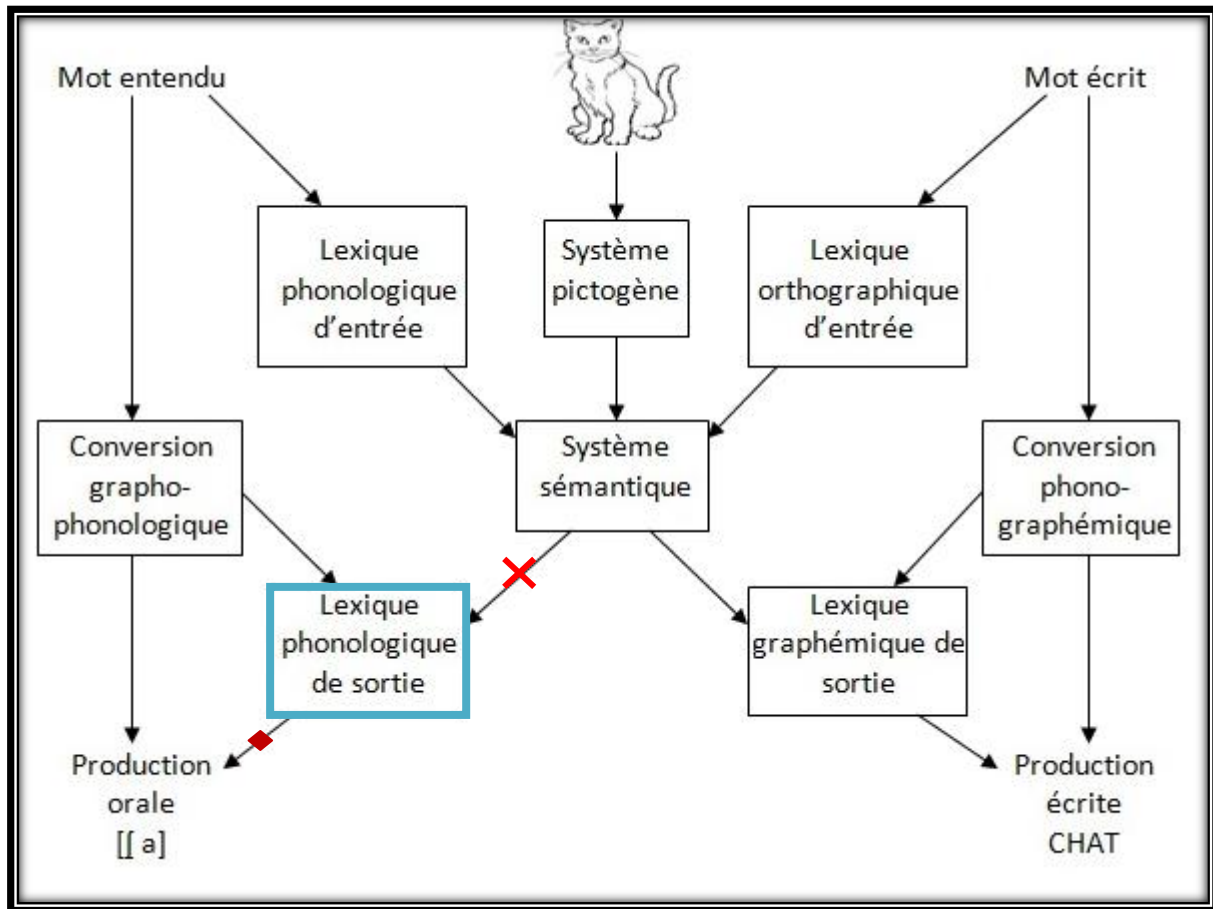 Mot entendu
Mot écrit
Lexique
phonologique
d'entrée
Système
pictogène
Lexique
orthographique
d'entrée
Conversion
grapho-
phonologique
Système
sémantique
Conversion
phono-
graphémique
Lexique
phonologique
de sortie
Lexique
graphémique de
sortie
Production
orale
[ʃ a]
Production
écrite
CHAT